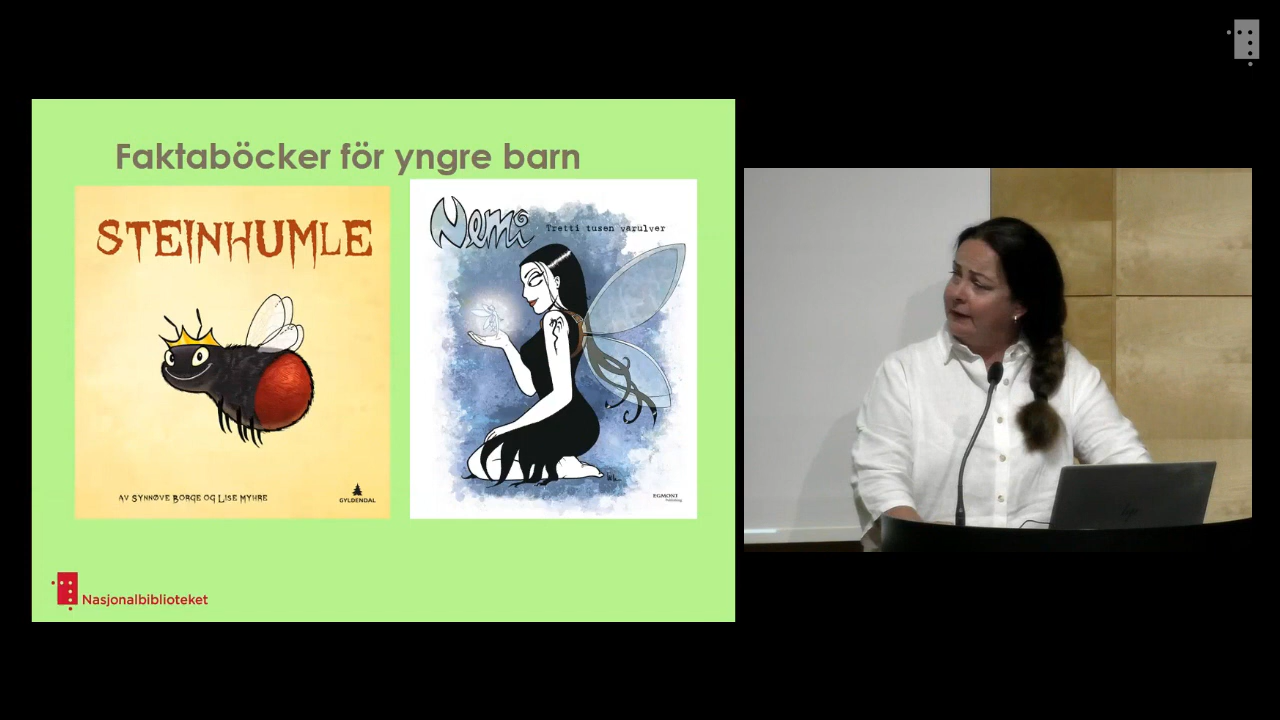 Faktaböcker för yngre barn
STEINHUMLE
AV SYNNØVE BORGE OG LISE MYHRE
GYLDENDAL
Nemi
Tretti tusen varulver
EGMONT
Nasjonalbiblioteket